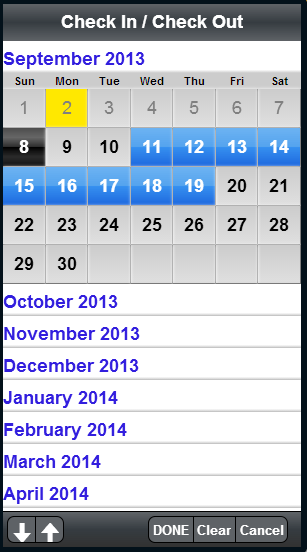 Check In / Check Out
September 2013
Sun Mon Tue Wed Thu Fri Sat
1 2 3 4 5 6 7
8 9 10 11 12 13 14
15 16 17 18 19 20 21
22 23 24 25 26 27 28
29 30
October 2013
November 2013
December 2013
January 2014
February 2014
March 2014
April 2014
DONE Clear Cancel